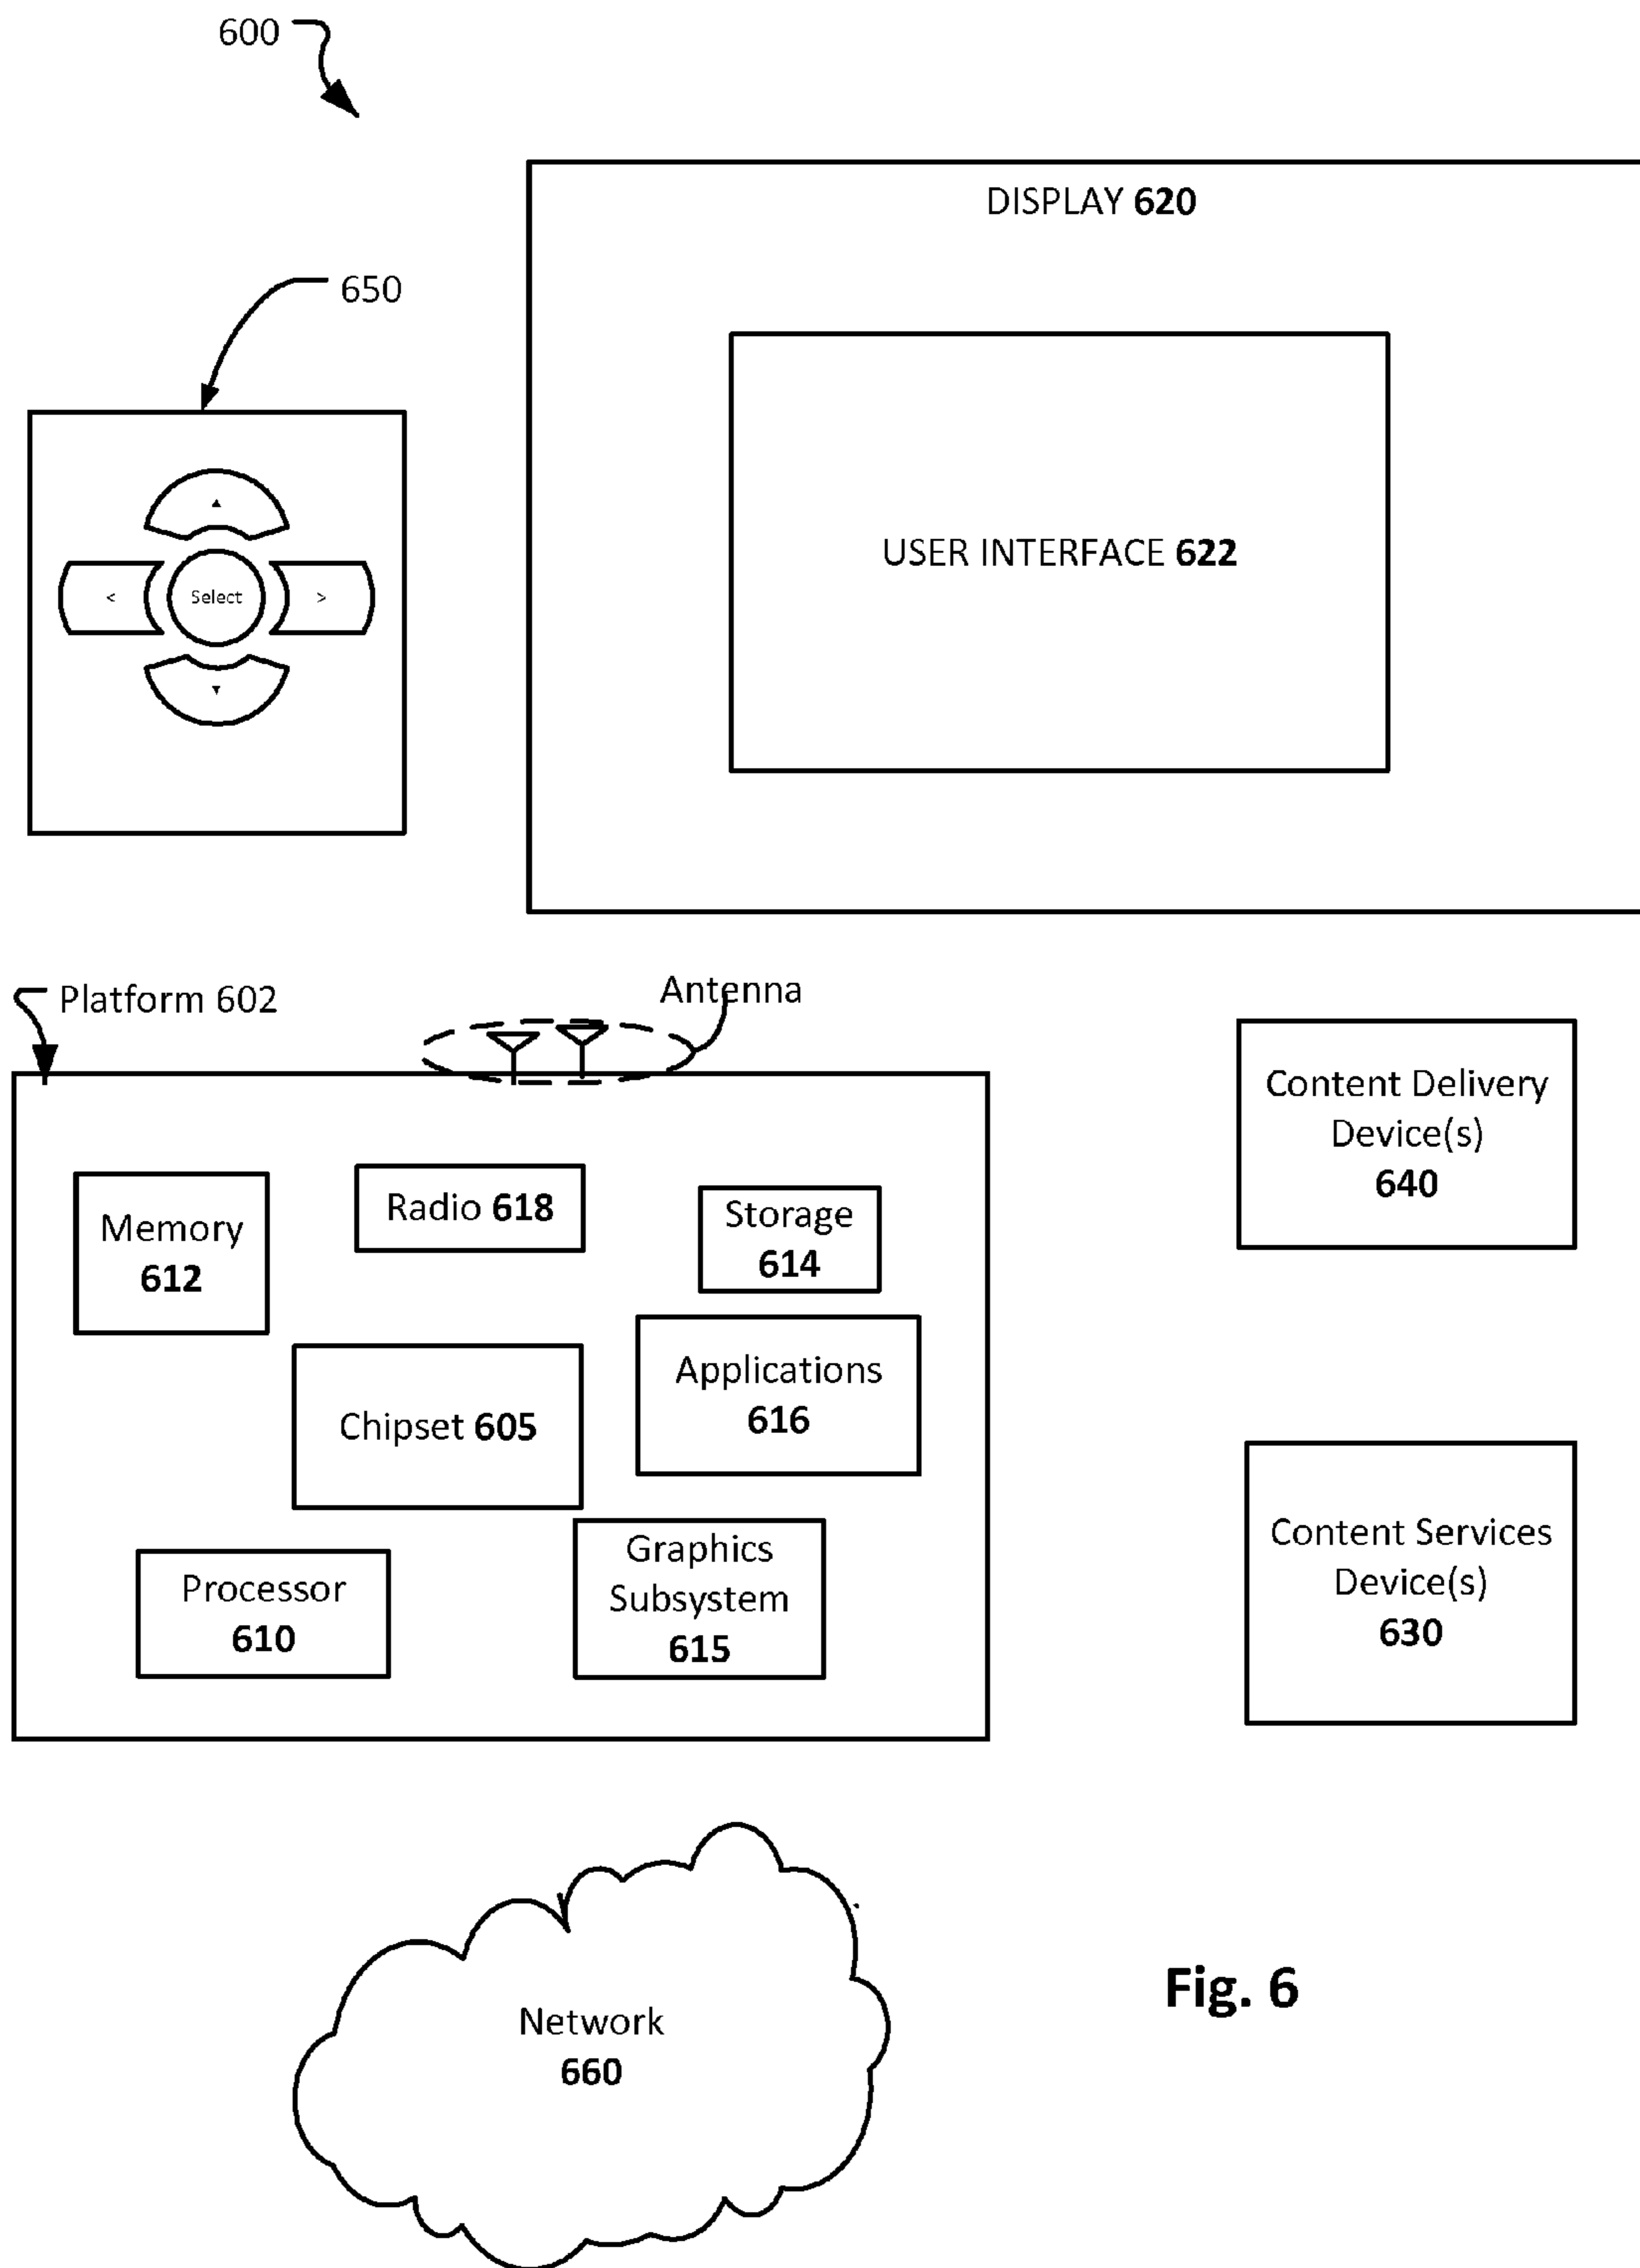 600
DISPLAY 620
650
USER INTERFACE 622
▲
<
Select
>
▼
Platform 602
Antenna
Memory
612
Radio 618
Storage
614
Chipset 605
Applications
616
Processor
610
Graphics
Subsystem
615
Content Delivery
Device(s)
640
Content Services
Device(s)
630
Network
660
Fig. 6